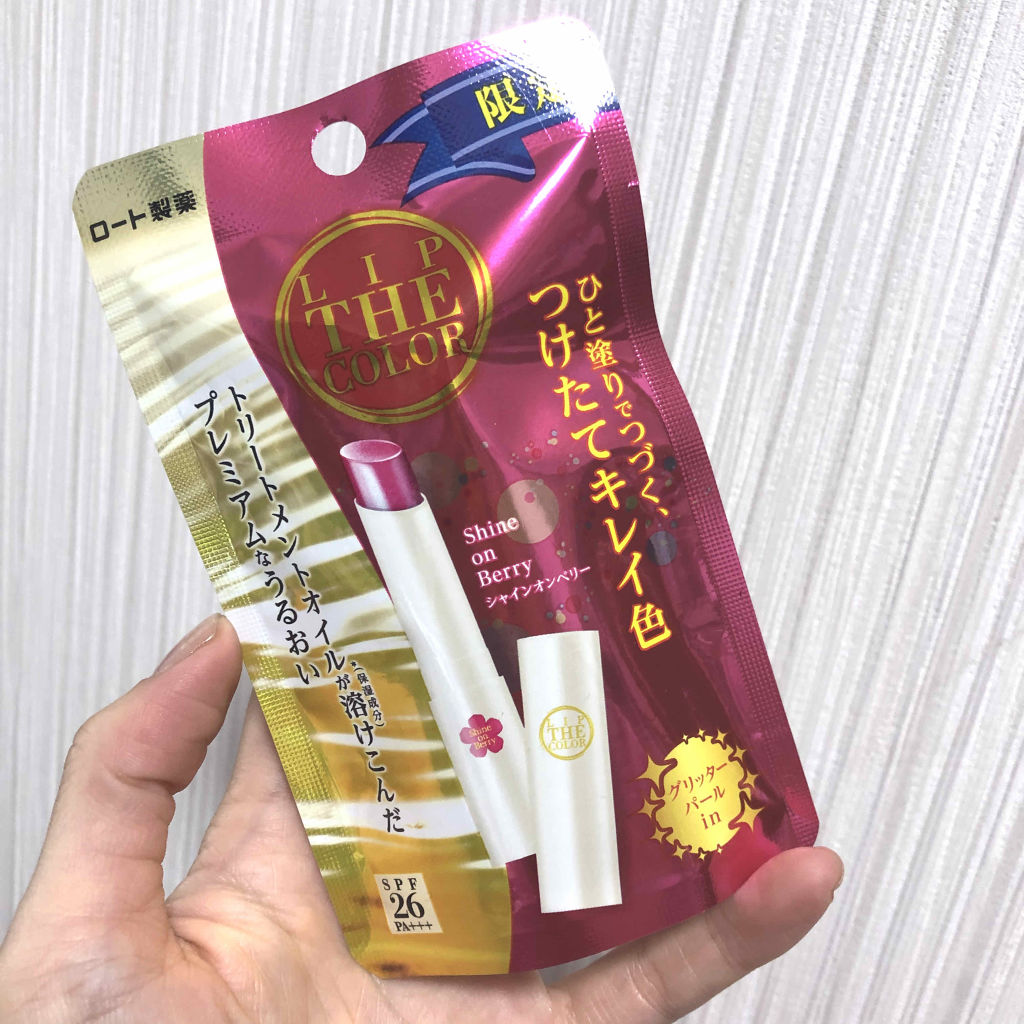 限定
ロート製薬
LIP
THE
COLOR
ひと塗りでつづく、
つけたてキレイ色
トリートメントオイルが溶けこんだ
*(保湿成分)
プレミアムなうるおい
Shine
on
Berry
シャインオンベリー
Shine
on
Berry
LIP
THE
COLOR
グリッター
パール
in
SPF
26
PA+++